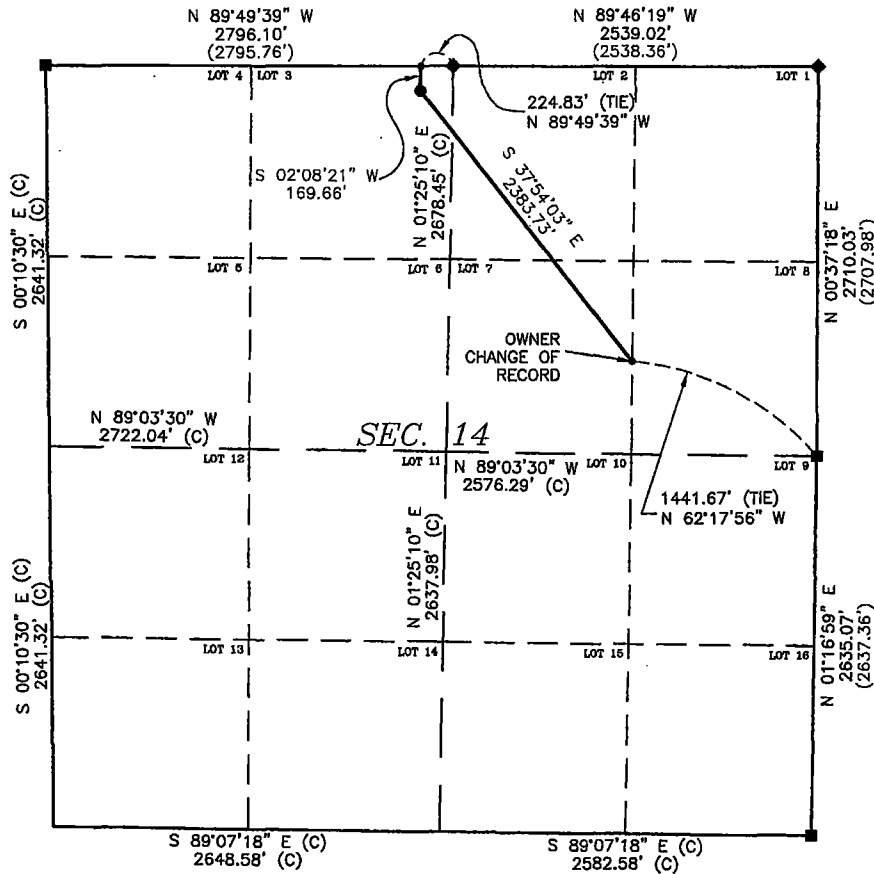 N 89°49'39" W
2796.10'
(2795.76)
N 89°46'19" W
2539.02'
(2538.36)
LOT 4
LOT 3
LOT 2
LOT 1
224.83' (TIE)
N 89°49'39" W
S 02°08'21" W
169.66'
N 01°25'10" E
2678.45' (C)
S 37°54'03" E
2383.73'
S 00°10'30" E (C)
2641.32' (C)
N 00°37'18" E
2710.03'
(2707.98)
LOT 5
LOT 6
LOT 7
LOT 8
OWNER
CHANGE OF
RECORD
N 89°03'30" W
2722.04' (C)
SEC. 14
LOT 12
LOT 11
LOT 10
LOT 9
N 89°03'30" W
2576.29' (C)
1441.67' (TIE)
N 62°17'56" W
S 00°10'30" E (C)
2641.32' (C)
N 01°25'10" E
2637.98' (C)
N 01°16'59" E
2635.07'
(2637.36)
LOT 13
LOT 14
LOT 15
LOT 16
S 89°07'18" E (C)
2648.58' (C)
S 89°07'18" E (C)
2582.58' (C)